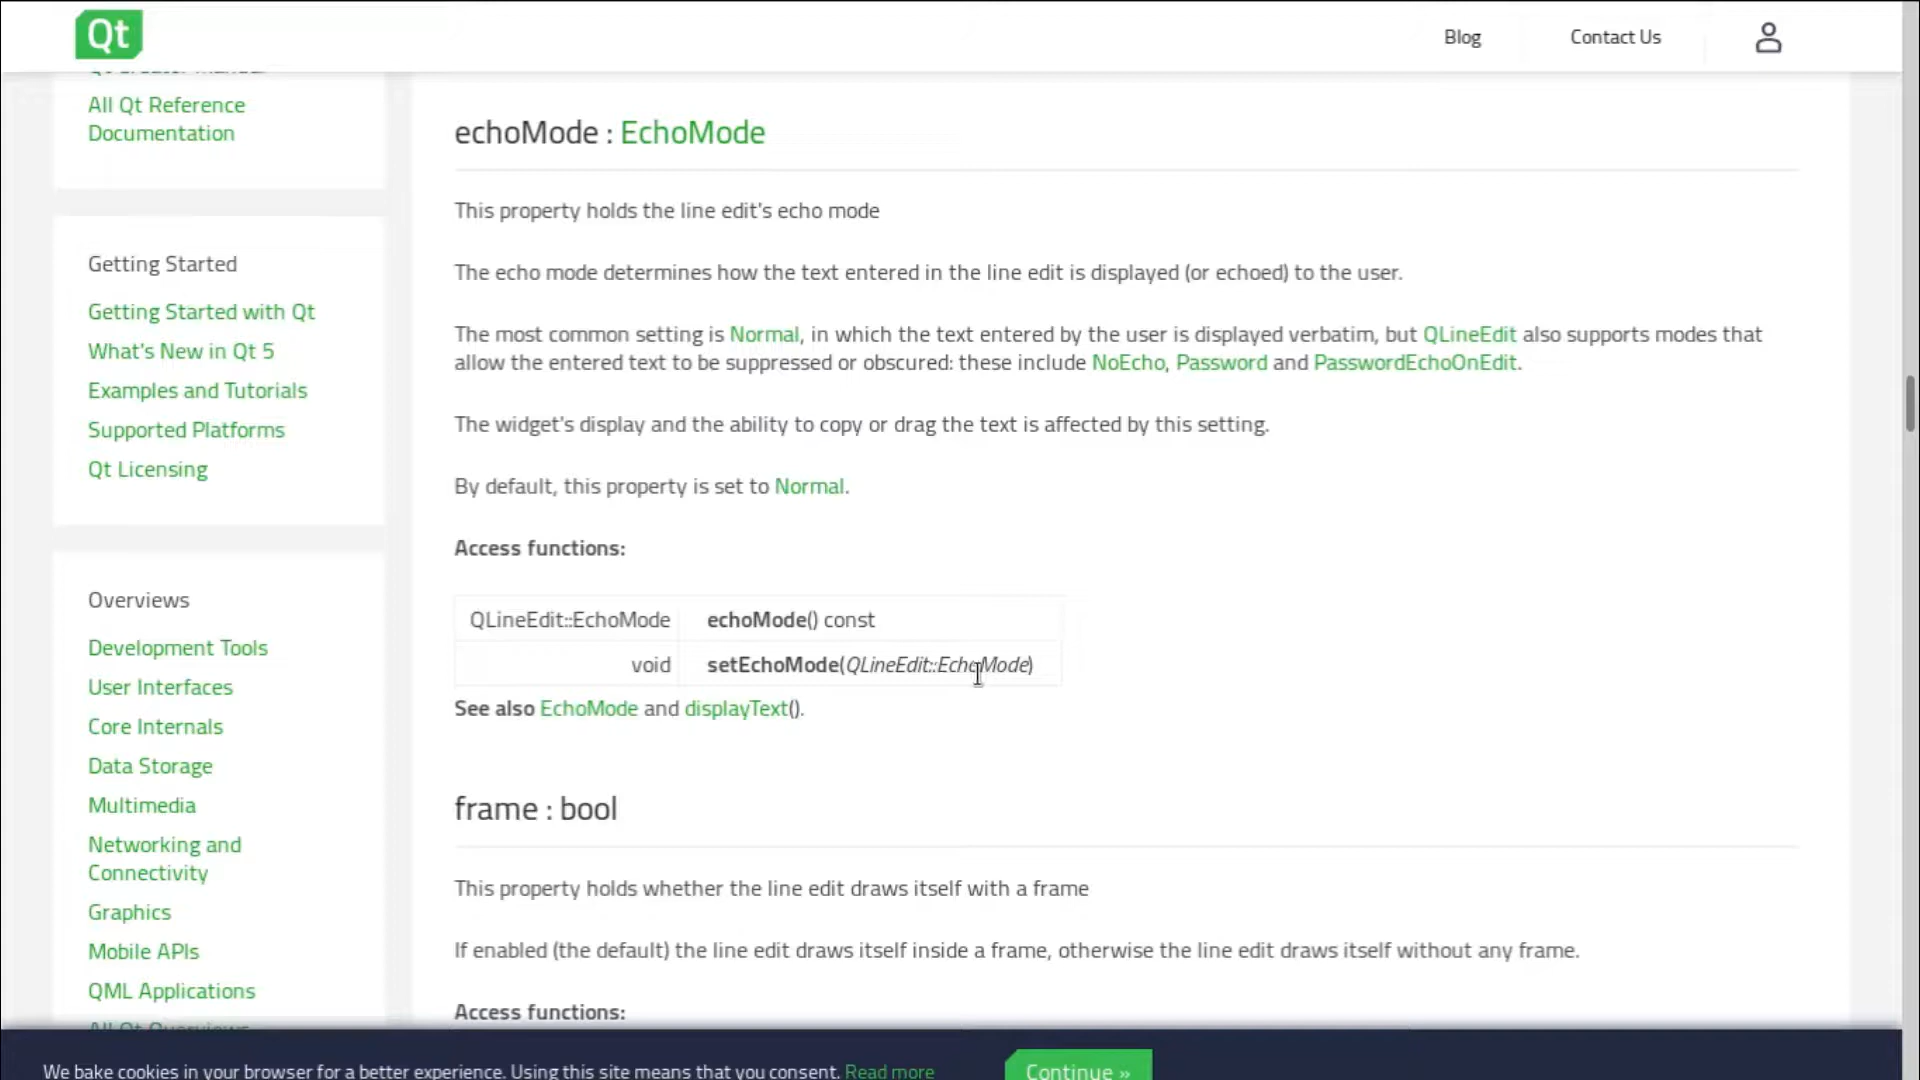 Qt
Blog
Contact Us
All Qt Reference
Documentation
Getting Started
Getting Started with Qt
What's New in Qt 5
Examples and Tutorials
Supported Platforms
Qt Licensing
Overviews
Development Tools
User Interfaces
Core Internals
Data Storage
Multimedia
Networking and
Connectivity
Graphics
Mobile APIs
QML Applications
All Qt Overviews
echoMode : EchoMode
This property holds the line edit's echo mode
The echo mode determines how the text entered in the line edit is displayed (or echoed) to the user.
The most common setting is Normal, in which the text entered by the user is displayed verbatim, but QLineEdit also supports modes that
allow the entered text to be suppressed or obscured: these include NoEcho, Password and PasswordEchoOnEdit.
The widget's display and the ability to copy or drag the text is affected by this setting.
By default, this property is set to Normal.
Access functions:
QLineEdit::EchoMode echoMode() const
void setEchoMode(QLineEdit::EchoMode)
See also EchoMode and displayText().
frame : bool
This property holds whether the line edit draws itself with a frame
If enabled (the default) the line edit draws itself inside a frame, otherwise the line edit draws itself without any frame.
Access functions:
We bake cookies in your browser for a better experience. Using this site means that you consent. Read more
Continue »